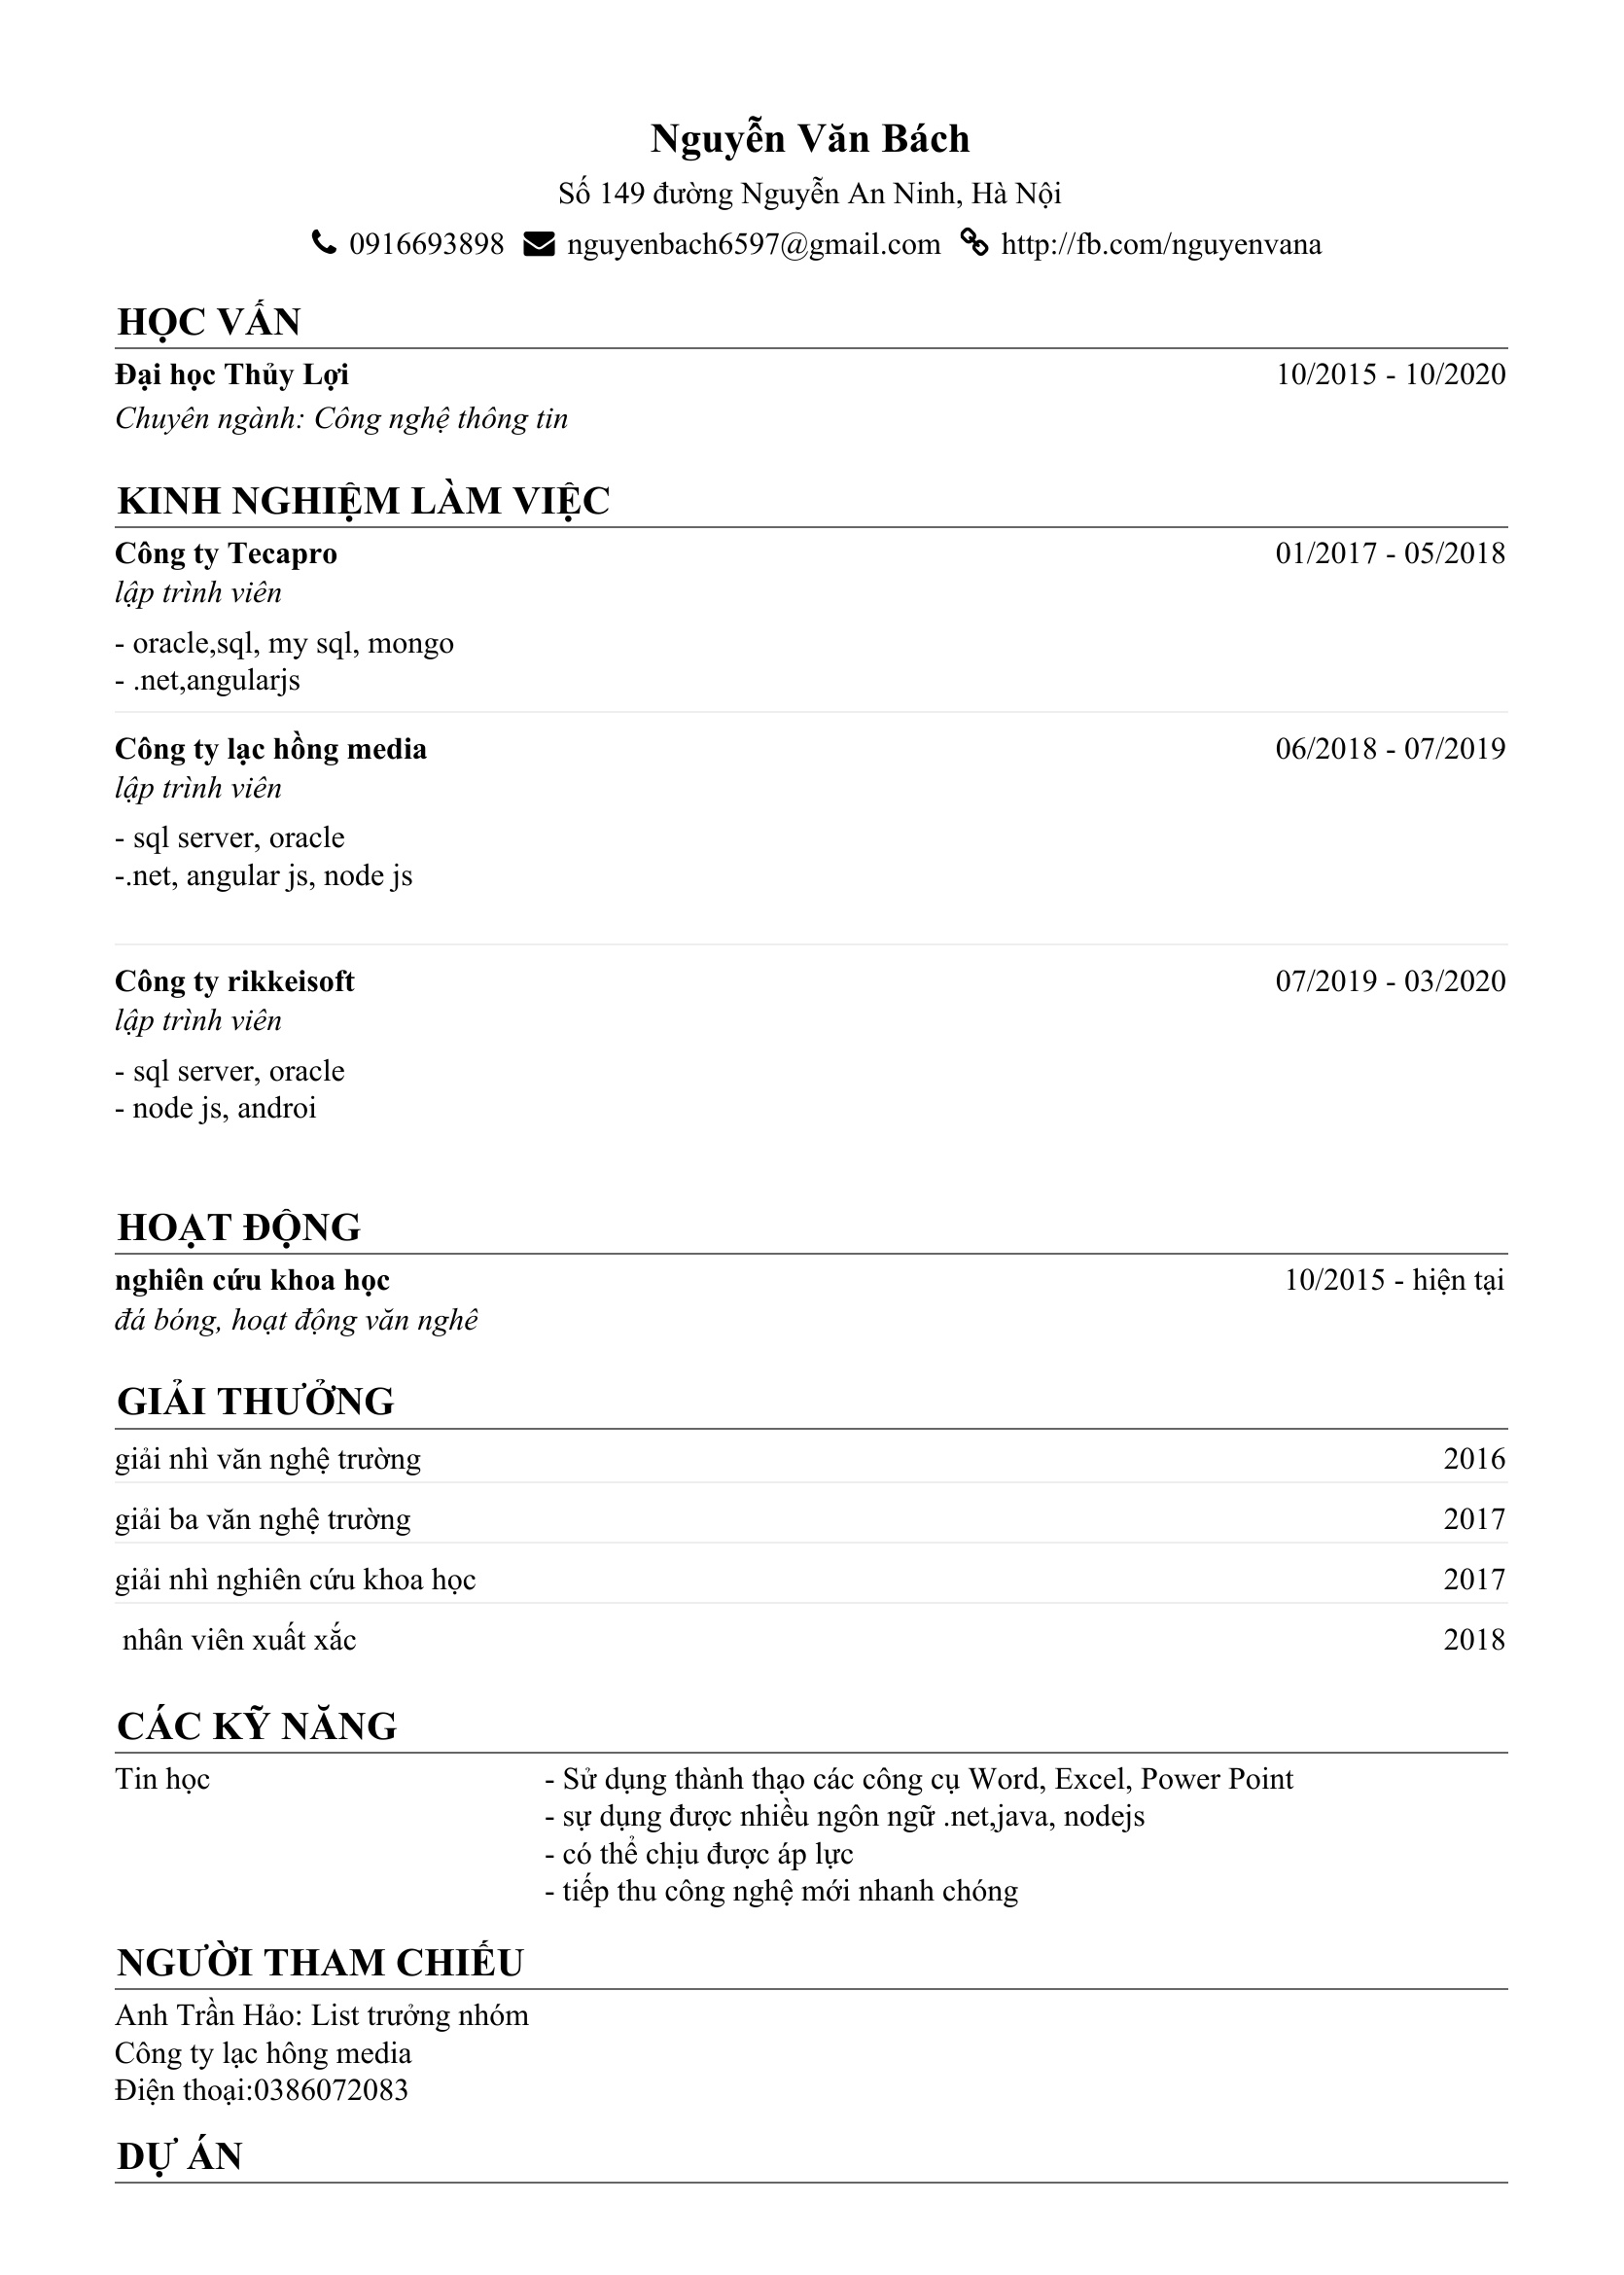 Nguyễn Văn Bách
Số 149 đường Nguyễn An Ninh, Hà Nội
0916693898 nguyenbach6597@gmail.com http://fb.com/nguyenvana
HỌC VẤN
Đại học Thủy Lợi 10/2015 - 10/2020
Chuyên ngành: Công nghệ thông tin
KINH NGHIỆM LÀM VIỆC
Công ty Tecapro 01/2017 - 05/2018
lập trình viên
- oracle,sql, my sql, mongo
- .net,angularjs
Công ty lạc hồng media 06/2018 - 07/2019
lập trình viên
- sql server, oracle
-.net, angular js, node js
Công ty rikkeisoft 07/2019 - 03/2020
lập trình viên
- sql server, oracle
- node js, androi
HOẠT ĐỘNG
nghiên cứu khoa học 10/2015 - hiện tại
đá bóng, hoạt động văn nghê
GIẢI THƯỞNG
giải nhì văn nghệ trường 2016
giải ba văn nghệ trường 2017
giải nhì nghiên cứu khoa học 2017
nhân viên xuất xắc 2018
CÁC KỸ NĂNG
Tin học - Sử dụng thành thạo các công cụ Word, Excel, Power Point
- sự dụng được nhiều ngôn ngữ .net,java, nodejs
- có thể chịu được áp lực
- tiếp thu công nghệ mới nhanh chóng
NGƯỜI THAM CHIẾU
Anh Trần Hảo: List trưởng nhóm
Công ty lạc hông media
Điện thoại:0386072083
DỰ ÁN